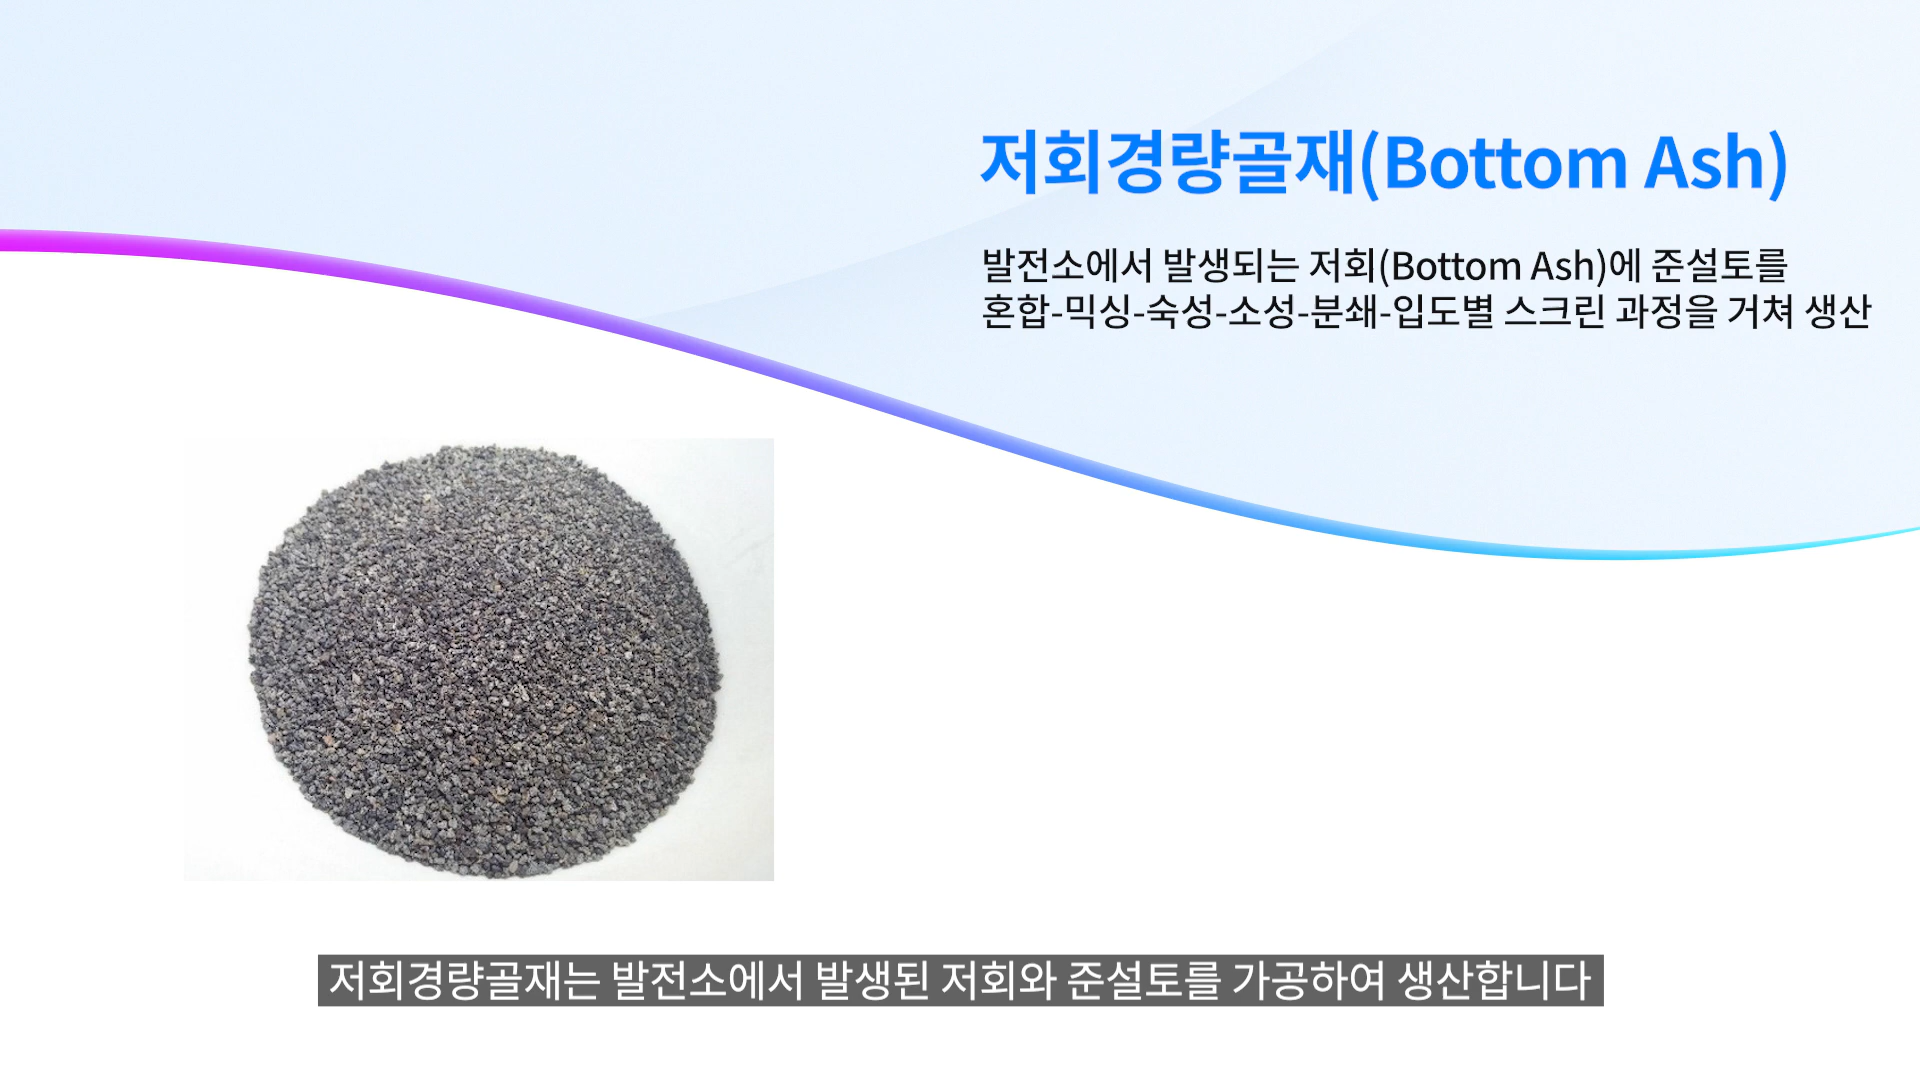 저회경량골재(Bottom Ash)
발전소에서 발생되는 저회(Bottom Ash)에 준설토를
혼합-믹싱-숙성-소성-분쇄-입도별 스크린 과정을 거쳐 생산
저회경량골재는 발전소에서 발생된 저회와 준설토를 가공하여 생산합니다